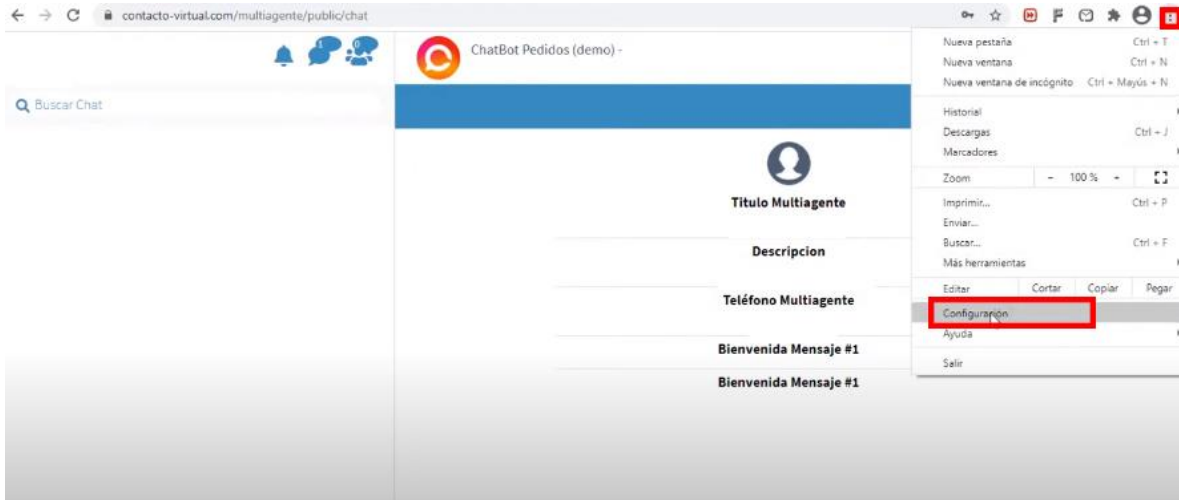 contacto-virtual.com/multiagente/public/chat
1 0
ChatBot Pedidos (demo) -
Buscar Chat
Titulo Multiagente
Descripcion
Teléfono Multiagente
Bienvenida Mensaje #1
Bienvenida Mensaje #1
Nueva pestaña Ctrl + T
Nueva ventana Ctrl + N
Nueva ventana de incógnito Ctrl + Mayús + N
Historial
Descargas Ctrl + J
Marcadores
Zoom - 100 % +
Imprimir... Ctrl + P
Enviar...
Buscar... Ctrl + F
Más herramientas
Editar Cortar Copiar Pegar
Configuración
Ayuda
Salir